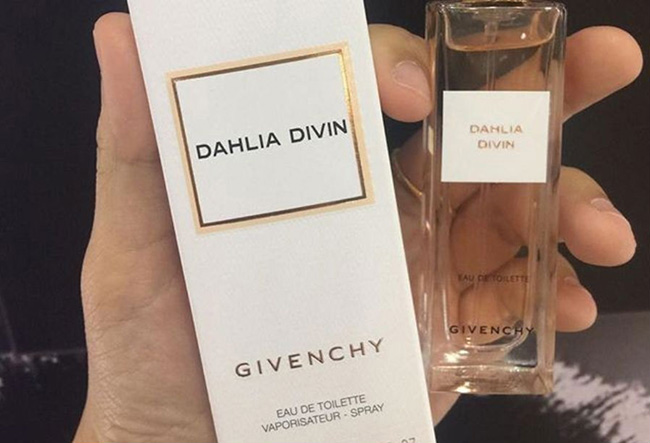 DAHLIA DIVIN
GIVENCHY
EAU DE TOILETTE
VAPORISATEUR - SPRAY
DAHLIA
DIVIN
EAU DE TOILETTE
GIVENCHY